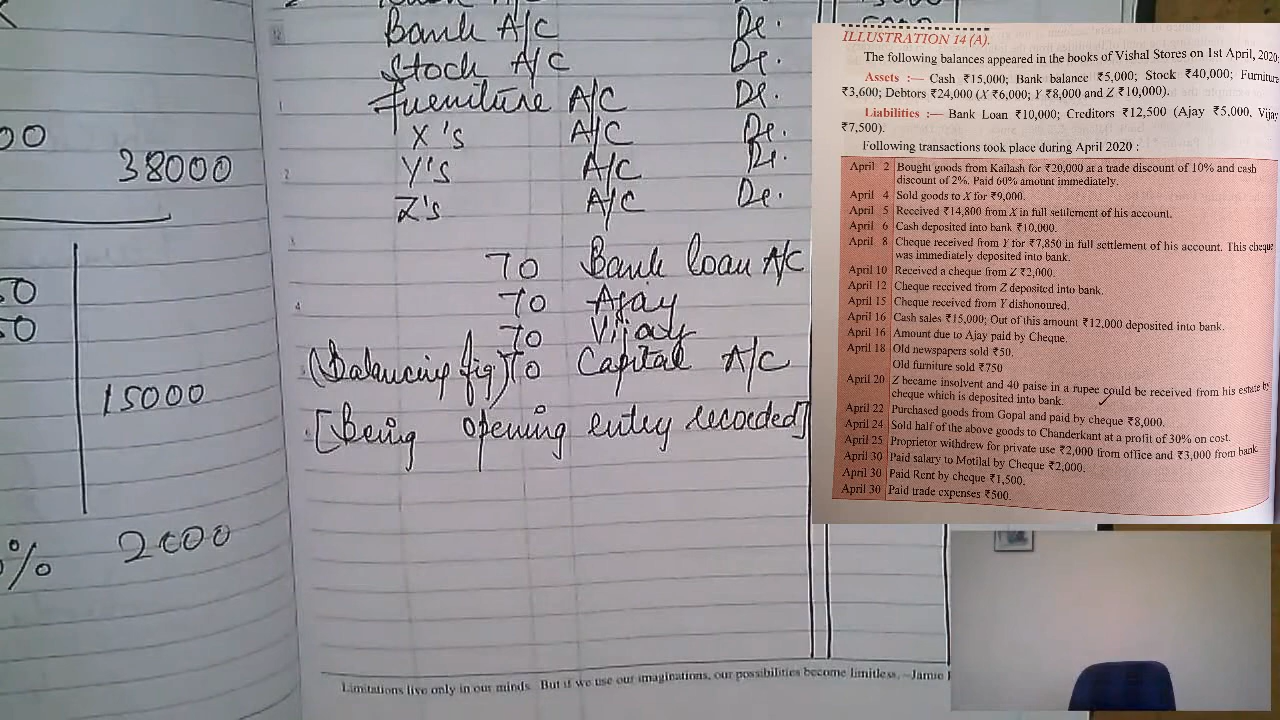 00
38000
50
50
15000
% 2000
Bank A/C Dr. 5000
Stock A/C Dr.
Furniture A/C Dr.
X's A/C Dr.
Y's A/C Dr.
Z's A/C Dr.
To Bank loan A/C
To Ajay
To Vijay
(Balancing fig) To Capital A/C
[Being opening entry recorded]
Limitations live only in our minds. But if we use our imaginations, our possibilities become limitless. –Jamie
ILLUSTRATION 14 (A).
The following balances appeared in the books of Vishal Stores on 1st April, 2020
Assets :— Cash ₹15,000; Bank balance ₹5,000; Stock ₹40,000; Furniture
₹3,600; Debtors ₹24,000 (X ₹6,000; Y ₹8,000 and Z ₹10,000).
Liabilities :— Bank Loan ₹10,000; Creditors ₹12,500 (Ajay ₹5,000, Vijay
₹7,500).
Following transactions took place during April 2020 :
April 2 Bought goods from Kailash for ₹20,000 at a trade discount of 10% and cash
discount of 2%. Paid 60% amount immediately.
April 4 Sold goods to X for ₹9,000.
April 5 Received ₹14,800 from X in full settlement of his account.
April 6 Cash deposited into bank ₹10,000.
April 8 Cheque received from Y for ₹7,850 in full settlement of his account. This cheque
was immediately deposited into bank.
April 10 Received a cheque from Z ₹2,000.
April 12 Cheque received from Z deposited into bank.
April 15 Cheque received from Y dishonoured.
April 16 Cash sales ₹15,000; Out of this amount ₹12,000 deposited into bank.
April 16 Amount due to Ajay paid by Cheque.
April 18 Old newspapers sold ₹50.
Old furniture sold ₹750
April 20 Z became insolvent and 40 paise in a rupee could be received from his estate by
cheque which is deposited into bank.
April 22 Purchased goods from Gopal and paid by cheque ₹8,000.
April 24 Sold half of the above goods to Chanderkant at a profit of 30% on cost.
April 25 Proprietor withdrew for private use ₹2,000 from office and ₹3,000 from bank
April 30 Paid salary to Motilal by Cheque ₹2,000.
April 30 Paid Rent by cheque ₹1,500.
April 30 Paid trade expenses ₹500.